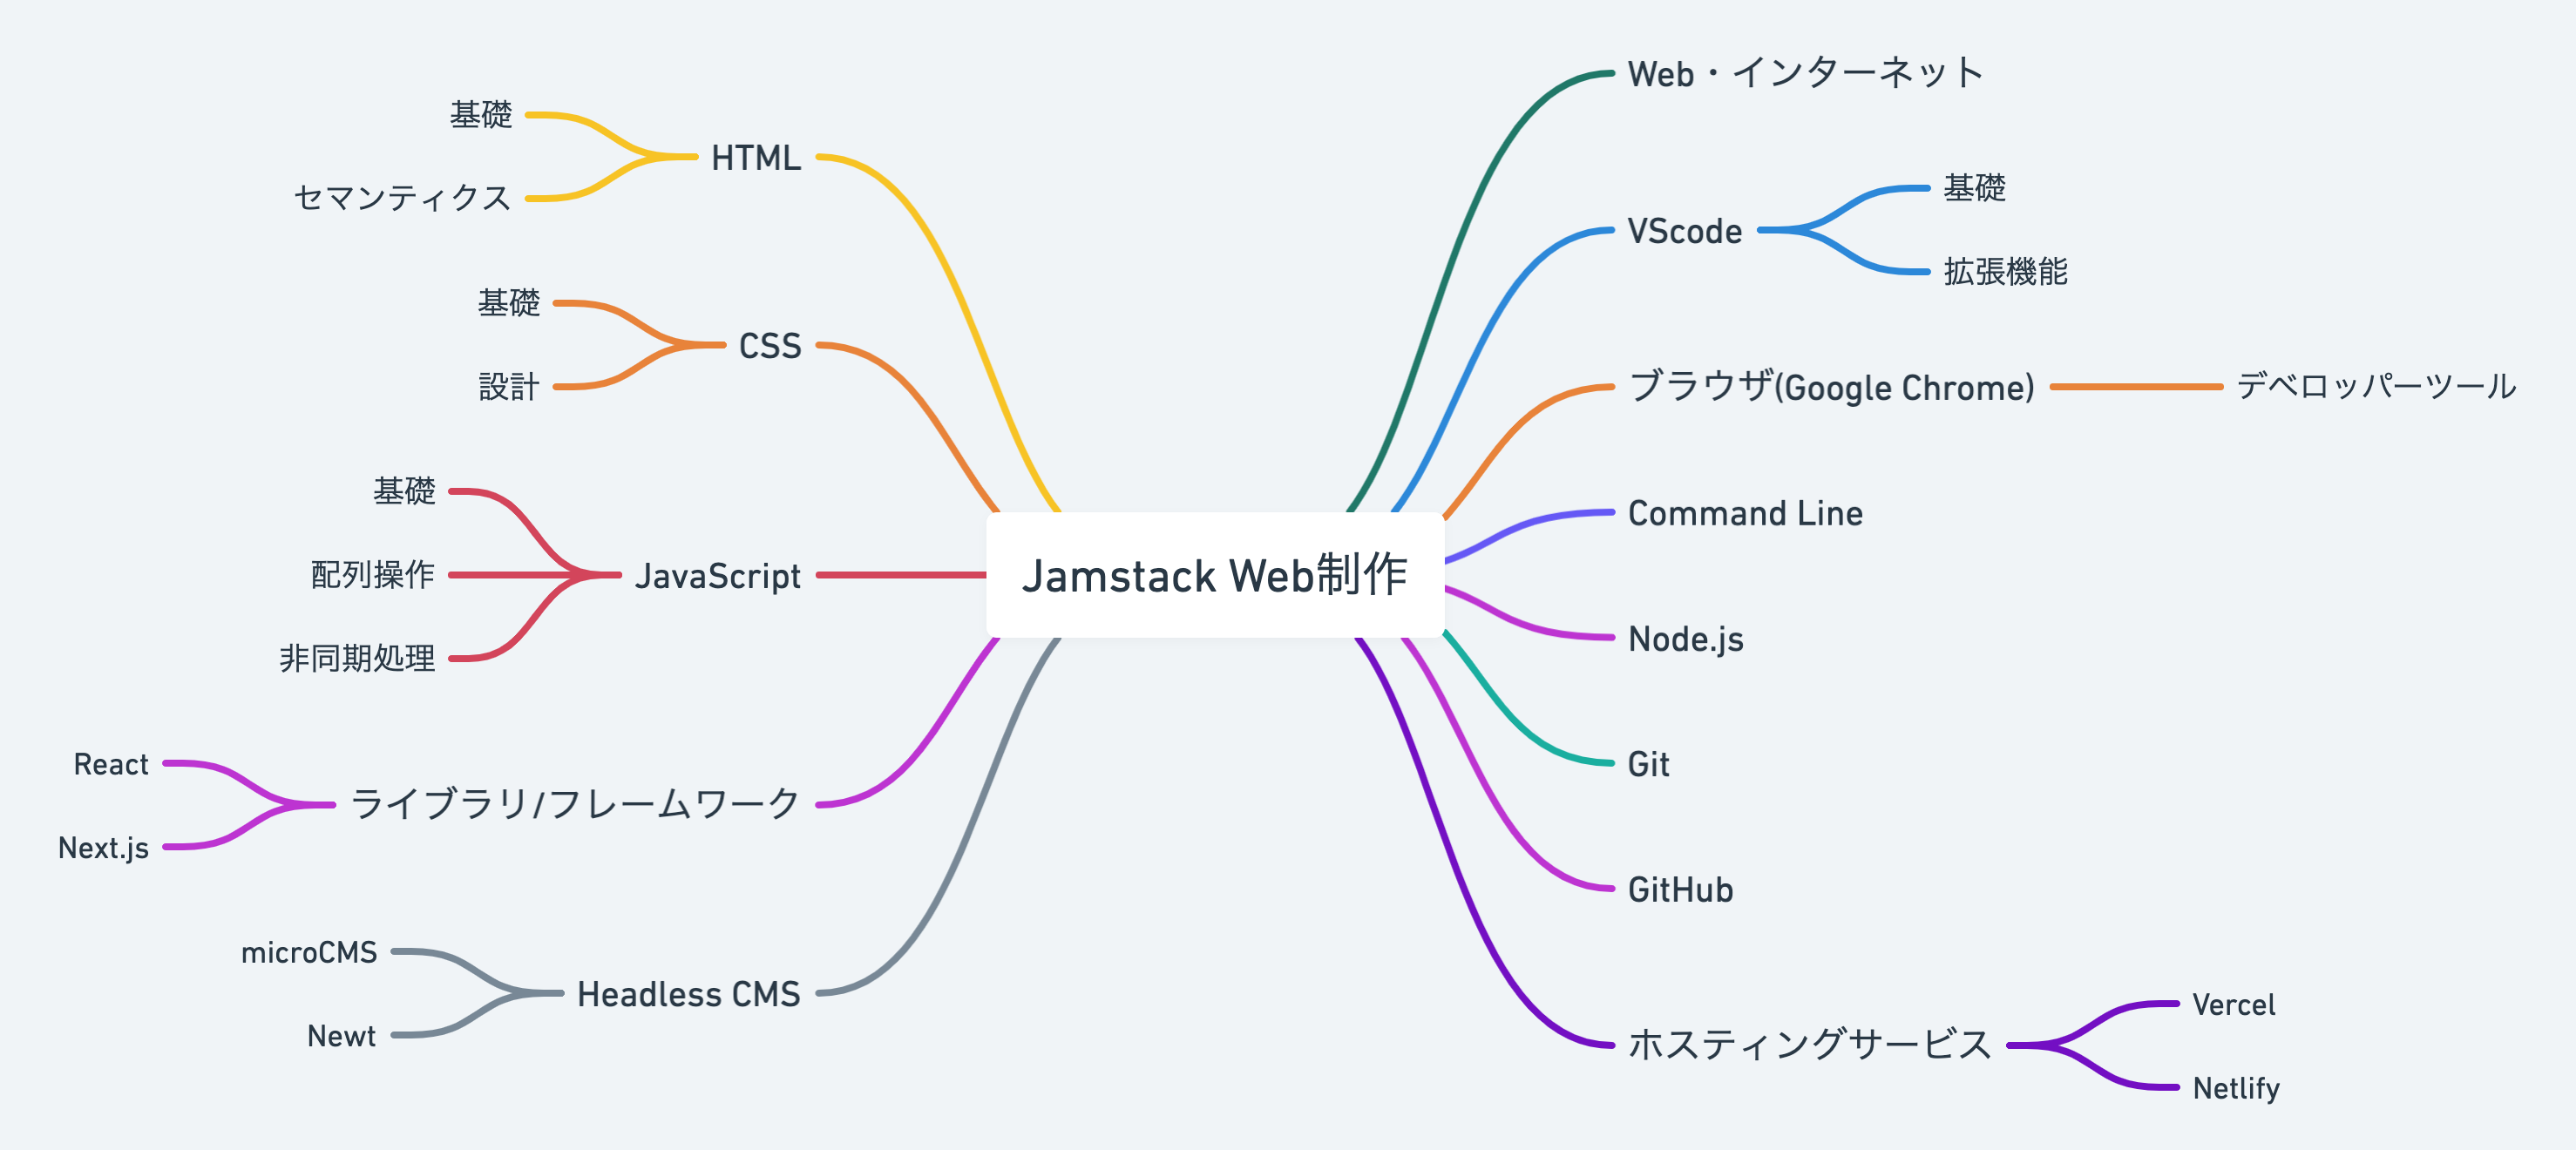 Jamstack Web制作
HTML
基礎
セマンティクス
CSS
基礎
設計
JavaScript
基礎
配列操作
非同期処理
ライブラリ/フレームワーク
React
Next.js
Headless CMS
microCMS
Newt
Web・インターネット
VScode
基礎
拡張機能
ブラウザ(Google Chrome)
デベロッパーツール
Command Line
Node.js
Git
GitHub
ホスティングサービス
Vercel
Netlify